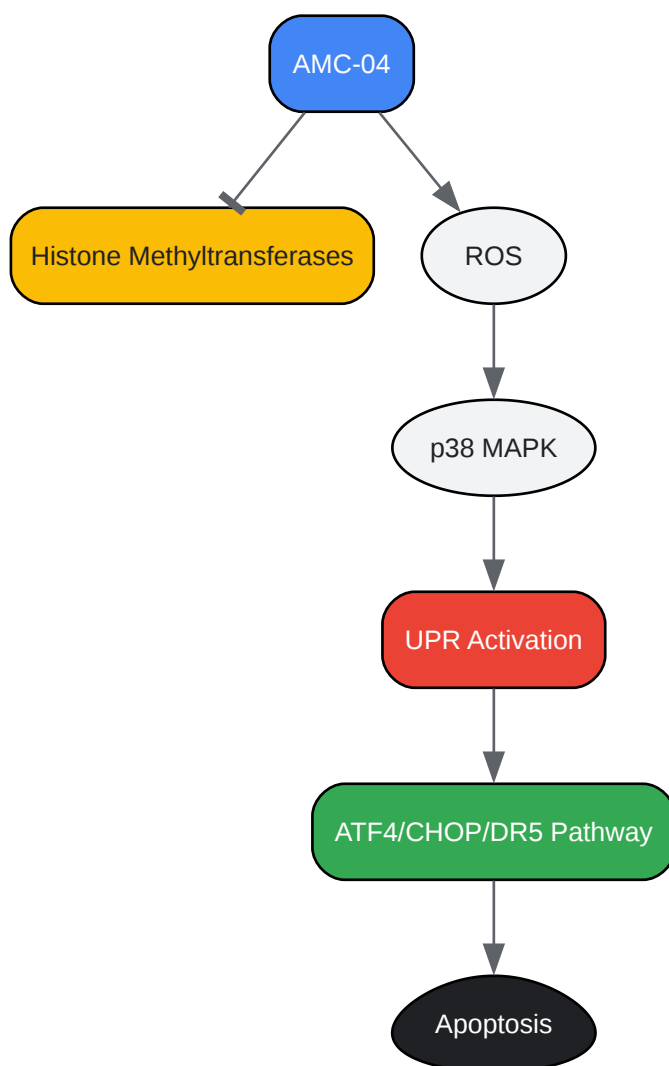 AMC-04
Histone Methyltransferases
ROS
p38 MAPK
UPR Activation
ATF4/CHOP/DR5 Pathway
Apoptosis